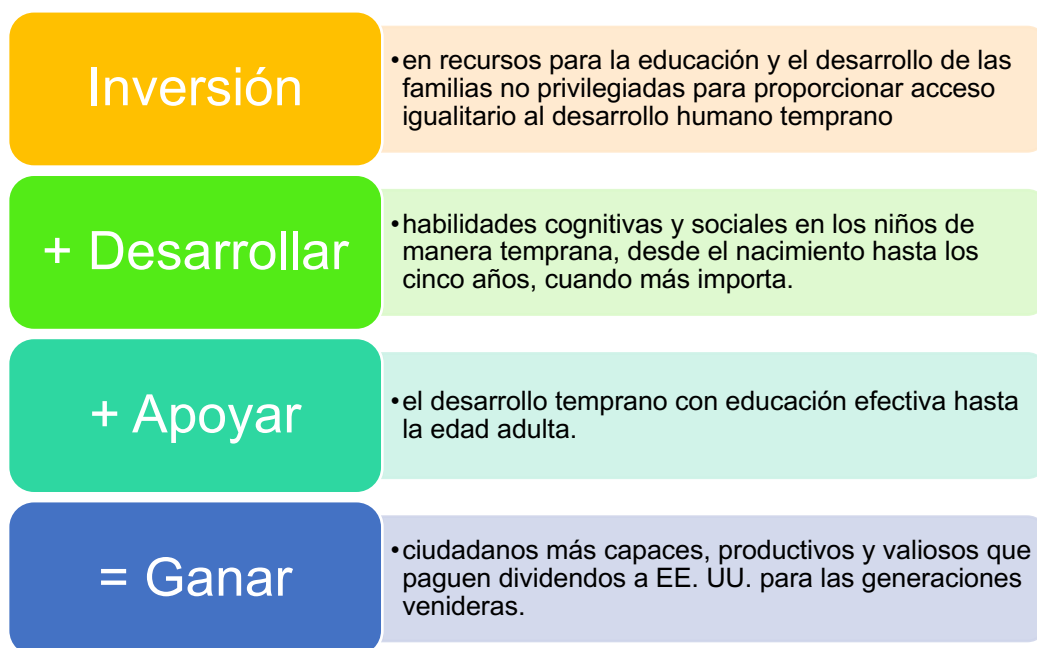 Inversión
•en recursos para la educación y el desarrollo de las
familias no privilegiadas para proporcionar acceso
igualitario al desarrollo humano temprano
+ Desarrollar
•habilidades cognitivas y sociales en los niños de
manera temprana, desde el nacimiento hasta los
cinco años, cuando más importa.
+ Apoyar
•el desarrollo temprano con educación efectiva hasta
la edad adulta.
= Ganar
•ciudadanos más capaces, productivos y valiosos que
paguen dividendos a EE. UU. para las generaciones
venideras.